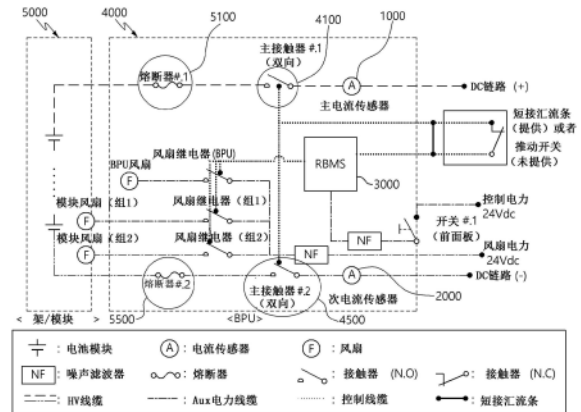 5000
4000
5100
4100
1000
熔断器#.1
主接触器 #.1
(双向)
DC链路 (+)
主电流传感器
短接汇流条
(提供) 或者
推动开关
(未提供)
风扇继电器(BPU)
RBMS
3000
BPU风扇
风扇继电器 (组1)
模块风扇 (组1)
控制电力
24Vdc
开关 #.1
(前面板)
NF
模块风扇 (组2)
风扇继电器 (组2)
NF
风扇电力
24Vdc
DC链路 (-)
熔断器#.2
主接触器#.2
(双向)
次电流传感器
2000
5500
4500
< 架/模块 >
<BPU>
: 电池模块
A : 电流传感器
F : 风扇
NF : 噪声滤波器
: 熔断器
: 接触器 (N.O)
: 接触器 (N.C)
: HV线缆
: Aux电力线缆
: 控制线缆
: 短接汇流条